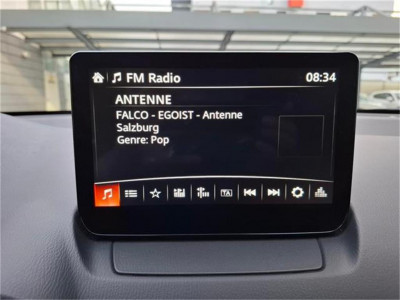 FM Radio 08:34
ANTENNE
FALCO - EGOIST - Antenne
Salzburg
Genre: Pop
TA